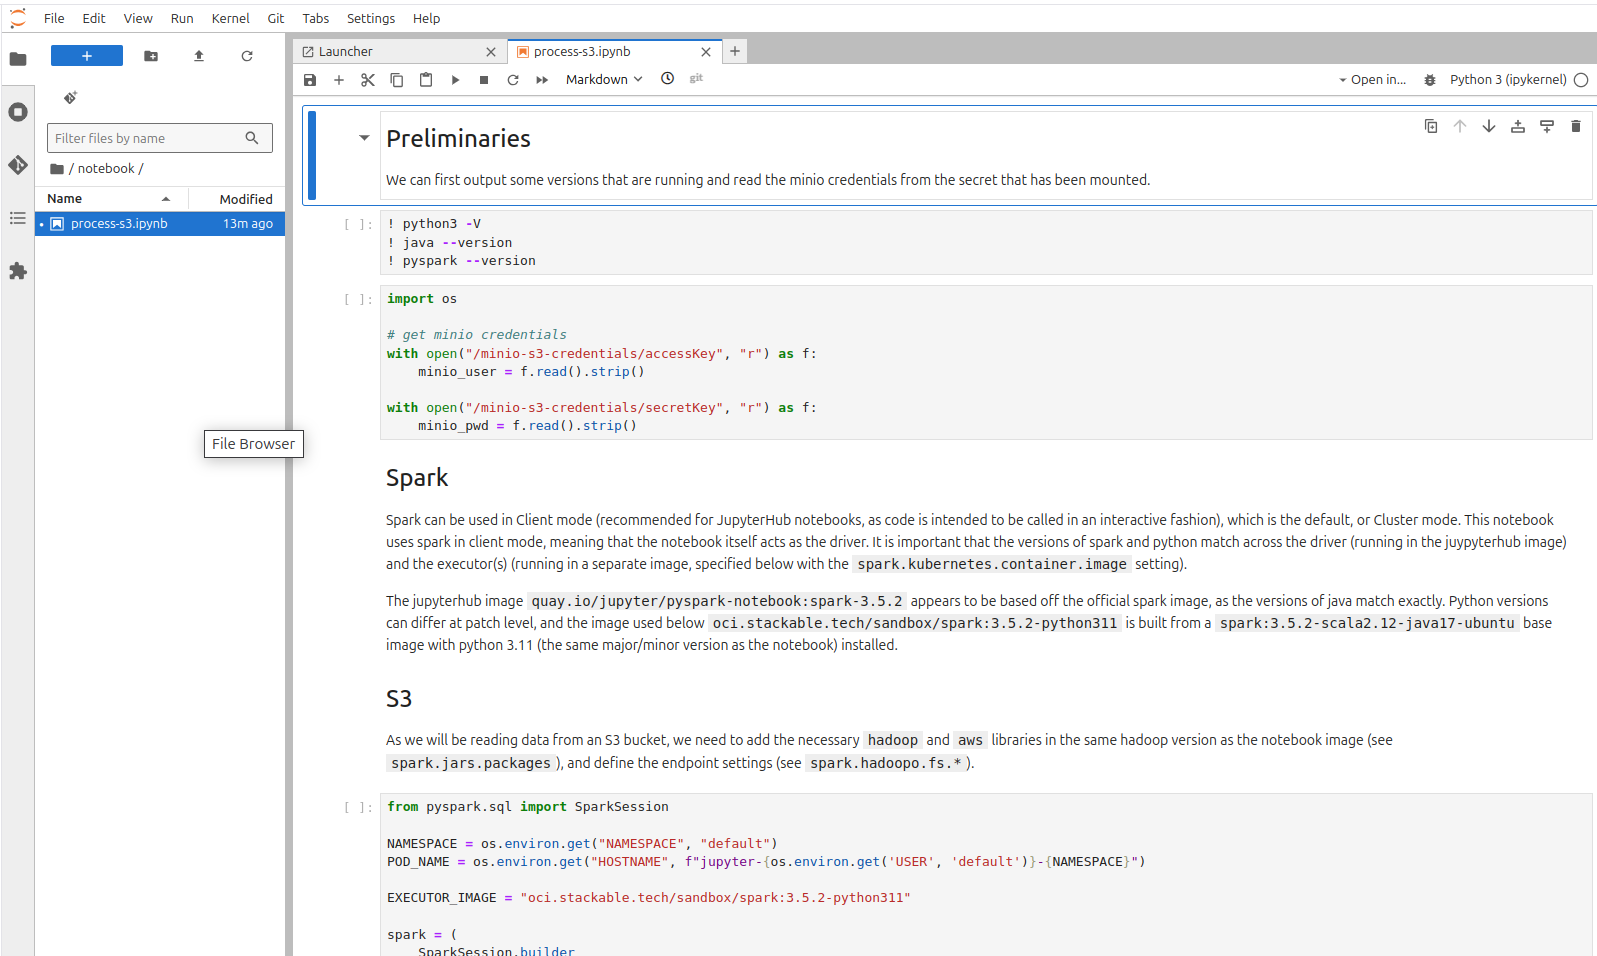 File Edit View Run Kernel Git Tabs Settings Help
Launcher
process-s3.ipynb
Markdown
git
Open in...
Python 3 (ipykernel)
Filter files by name
/ notebook /
Name Modified
process-s3.ipynb 13m ago
File Browser
Preliminaries
We can first output some versions that are running and read the minio credentials from the secret that has been mounted.
[ ]:
! python3 -V
! java --version
! pyspark --version
[ ]:
import os
# get minio credentials
with open("/minio-s3-credentials/accessKey", "r") as f:
    minio_user = f.read().strip()
with open("/minio-s3-credentials/secretKey", "r") as f:
    minio_pwd = f.read().strip()
Spark
Spark can be used in Client mode (recommended for JupyterHub notebooks, as code is intended to be called in an interactive fashion), which is the default, or Cluster mode. This notebook
uses spark in client mode, meaning that the notebook itself acts as the driver. It is important that the versions of spark and python match across the driver (running in the juypyterhub image)
and the executor(s) (running in a separate image, specified below with the spark.kubernetes.container.image setting).
The jupyterhub image quay.io/jupyter/pyspark-notebook:spark-3.5.2 appears to be based off the official spark image, as the versions of java match exactly. Python versions
can differ at patch level, and the image used below oci.stackable.tech/sandbox/spark:3.5.2-python311 is built from a spark:3.5.2-scala2.12-java17-ubuntu base
image with python 3.11 (the same major/minor version as the notebook) installed.
S3
As we will be reading data from an S3 bucket, we need to add the necessary hadoop and aws libraries in the same hadoop version as the notebook image (see
spark.jars.packages ), and define the endpoint settings (see spark.hadoopo.fs.* ).
[ ]:
from pyspark.sql import SparkSession
NAMESPACE = os.environ.get("NAMESPACE", "default")
POD_NAME = os.environ.get("HOSTNAME", f"jupyter-{os.environ.get('USER', 'default')}-{NAMESPACE}")
EXECUTOR_IMAGE = "oci.stackable.tech/sandbox/spark:3.5.2-python311"
spark = (
    SparkSession.builder